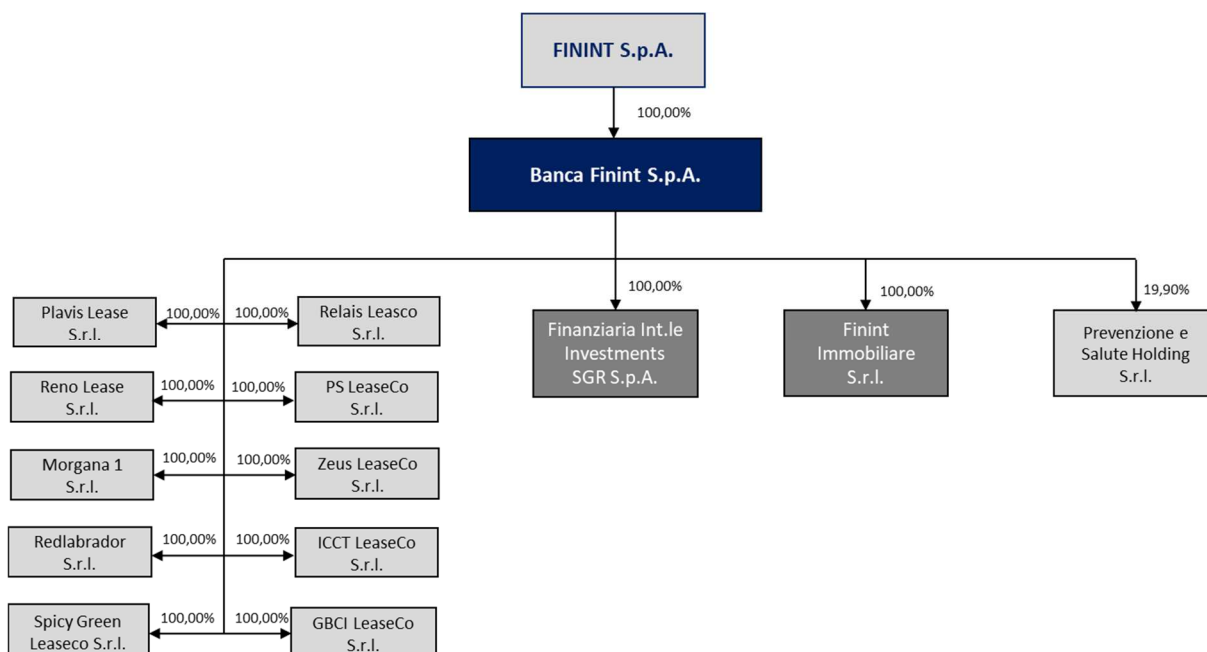 FININT S.p.A.
100,00%
Banca Finint S.p.A.
100,00%
100,00%
19,90%
Plavis Lease
S.r.l.
100,00%
100,00%
Relais Leasco
S.r.l.
Finanziaria Int.le
Investments
SGR S.p.A.
Finint
Immobiliare
S.r.l.
Prevenzione e
Salute Holding
S.r.l.
Reno Lease
S.r.l.
100,00%
100,00%
PS LeaseCo
S.r.l.
Morgana 1
S.r.l.
100,00%
100,00%
Zeus LeaseCo
S.r.l.
Redlabrador
S.r.l.
100,00%
100,00%
ICCT LeaseCo
S.r.l.
Spicy Green
Leaseco S.r.l.
100,00%
100,00%
GBCI LeaseCo
S.r.l.